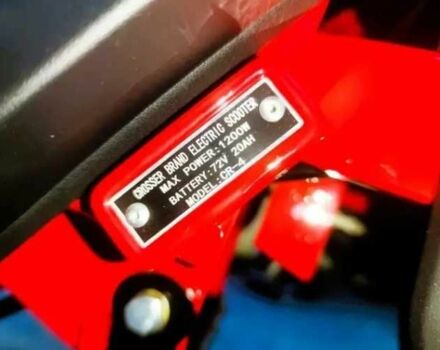 CROSSER BRAND ELECTRIC SCOOTER
MAX POWER:1200W
BATTERY:72V 20AH
MODEL:CR-4